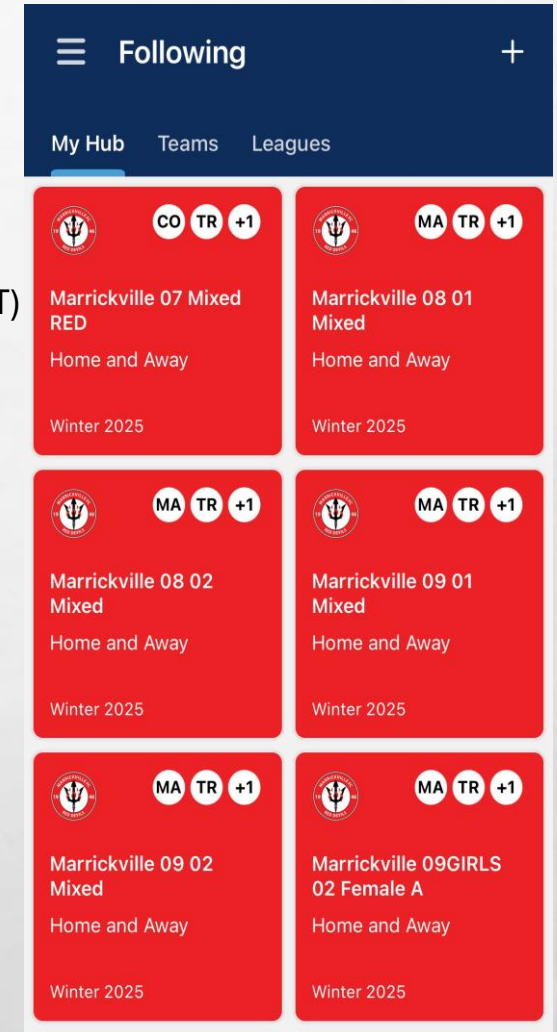 Following
My Hub Teams Leagues
CO TR +1
Marrickville 07 Mixed
RED
Home and Away
Winter 2025
MA TR +1
Marrickville 08 01
Mixed
Home and Away
Winter 2025
T)
MA TR +1
Marrickville 08 02
Mixed
Home and Away
Winter 2025
MA TR +1
Marrickville 09 01
Mixed
Home and Away
Winter 2025
MA TR +1
Marrickville 09 02
Mixed
Home and Away
Winter 2025
MA TR +1
Marrickville 09GIRLS
02 Female A
Home and Away
Winter 2025